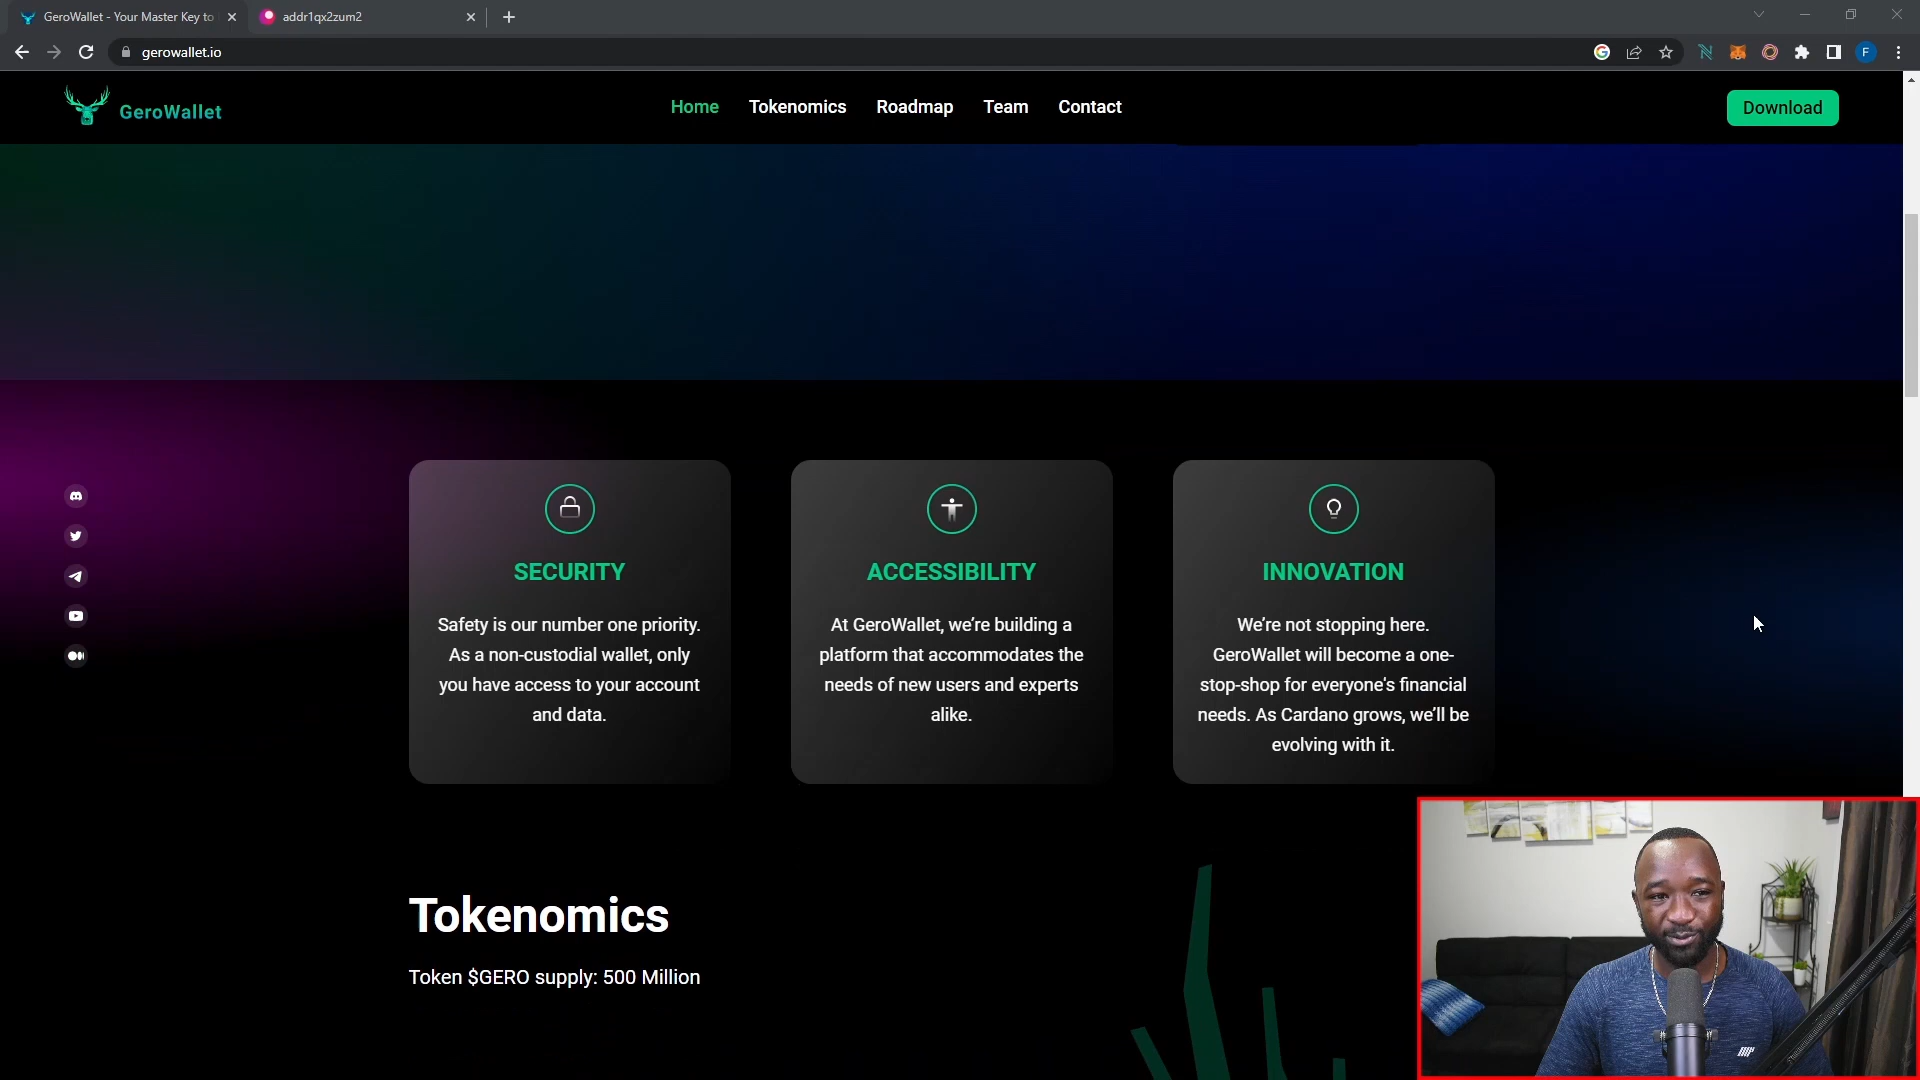 GeroWallet - Your Master Key to
addr1qx2zum2
gerowallet.io
F
GeroWallet
Home
Tokenomics
Roadmap
Team
Contact
Download
SECURITY
Safety is our number one priority.
As a non-custodial wallet, only
you have access to your account
and data.
ACCESSIBILITY
At GeroWallet, we’re building a
platform that accommodates the
needs of new users and experts
alike.
INNOVATION
We’re not stopping here.
GeroWallet will become a one-
stop-shop for everyone's financial
needs. As Cardano grows, we’ll be
evolving with it.
Tokenomics
Token $GERO supply: 500 Million